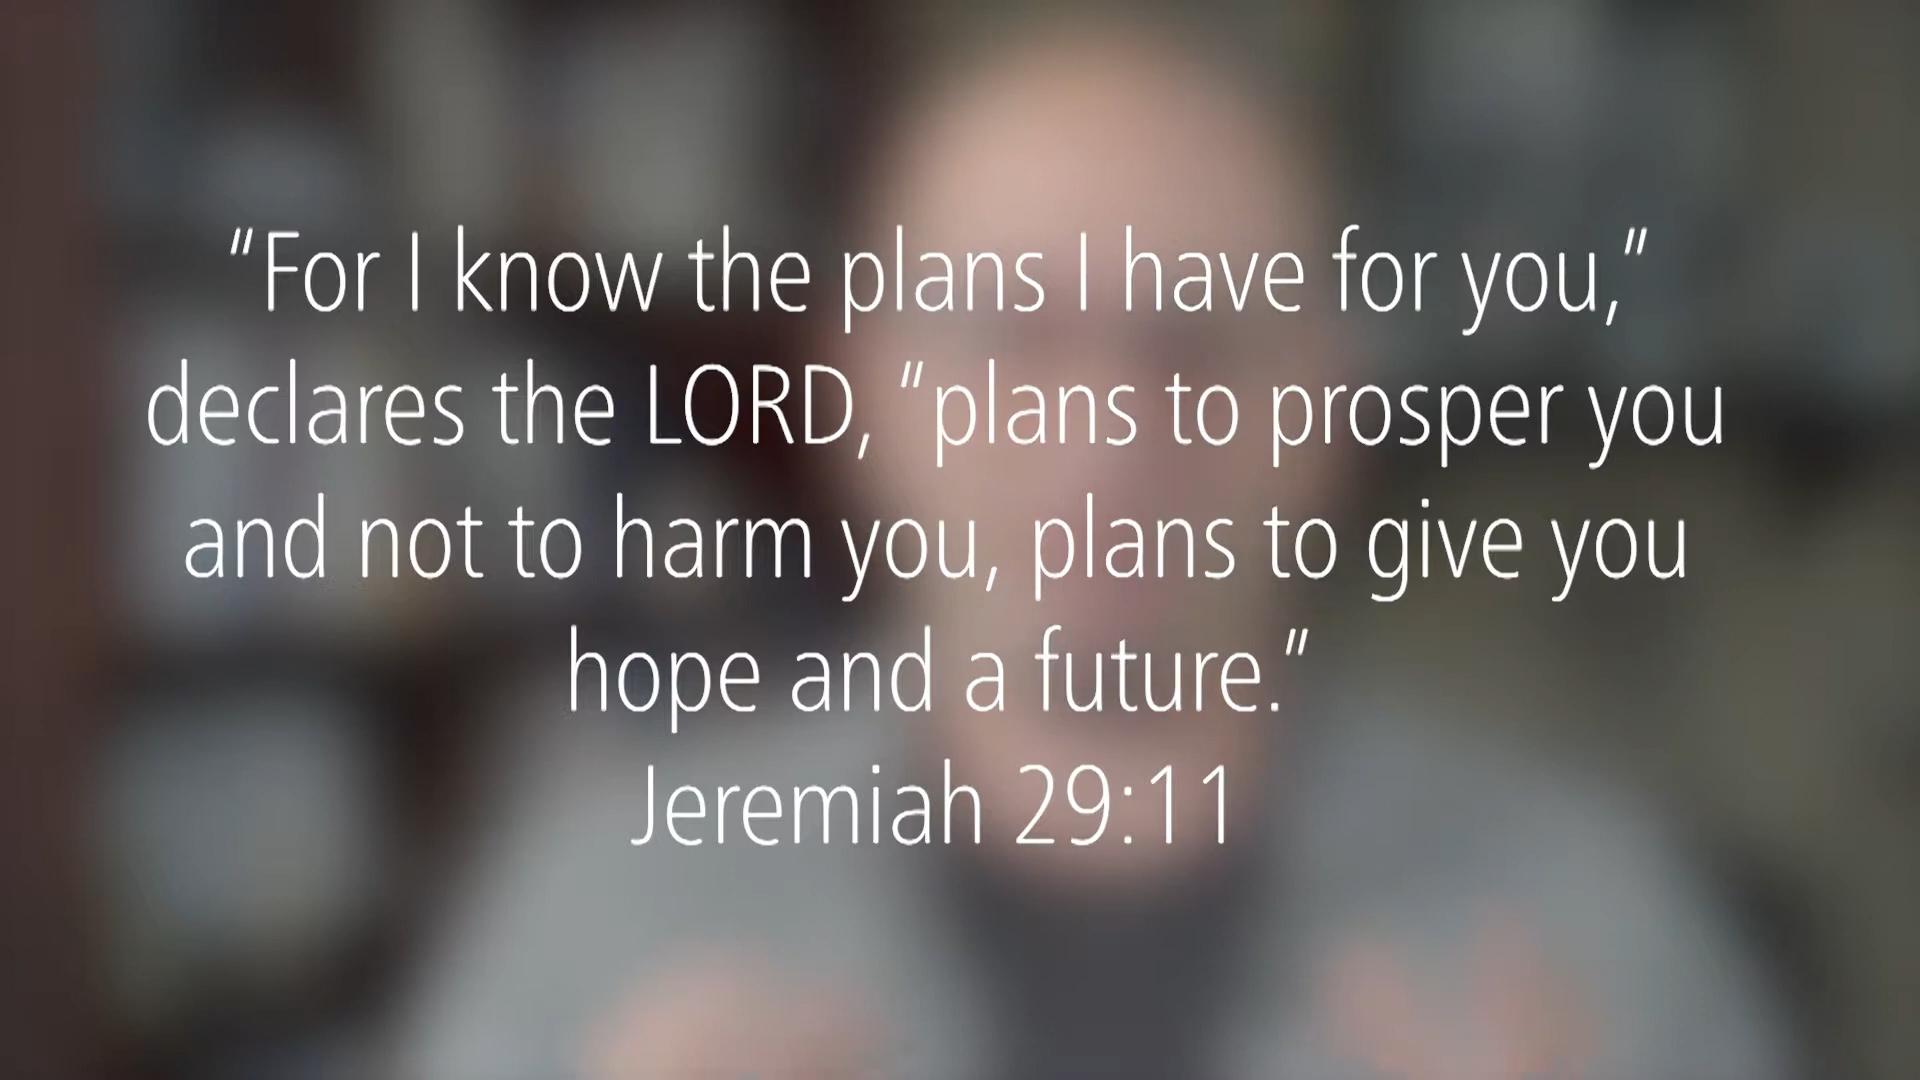 “For I know the plans I have for you,”
declares the LORD, “plans to prosper you
and not to harm you, plans to give you
hope and a future.”
Jeremiah 29:11